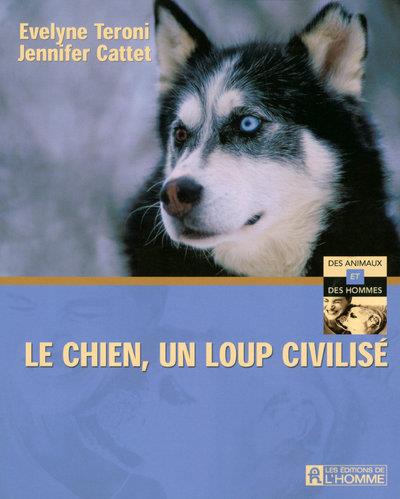 Evelyne Teroni
Jennifer Cattet
DES ANIMAUX
ET
DES HOMMES
LE CHIEN, UN LOUP CIVILISÉ
LES ÉDITIONS DE
L'HOMME